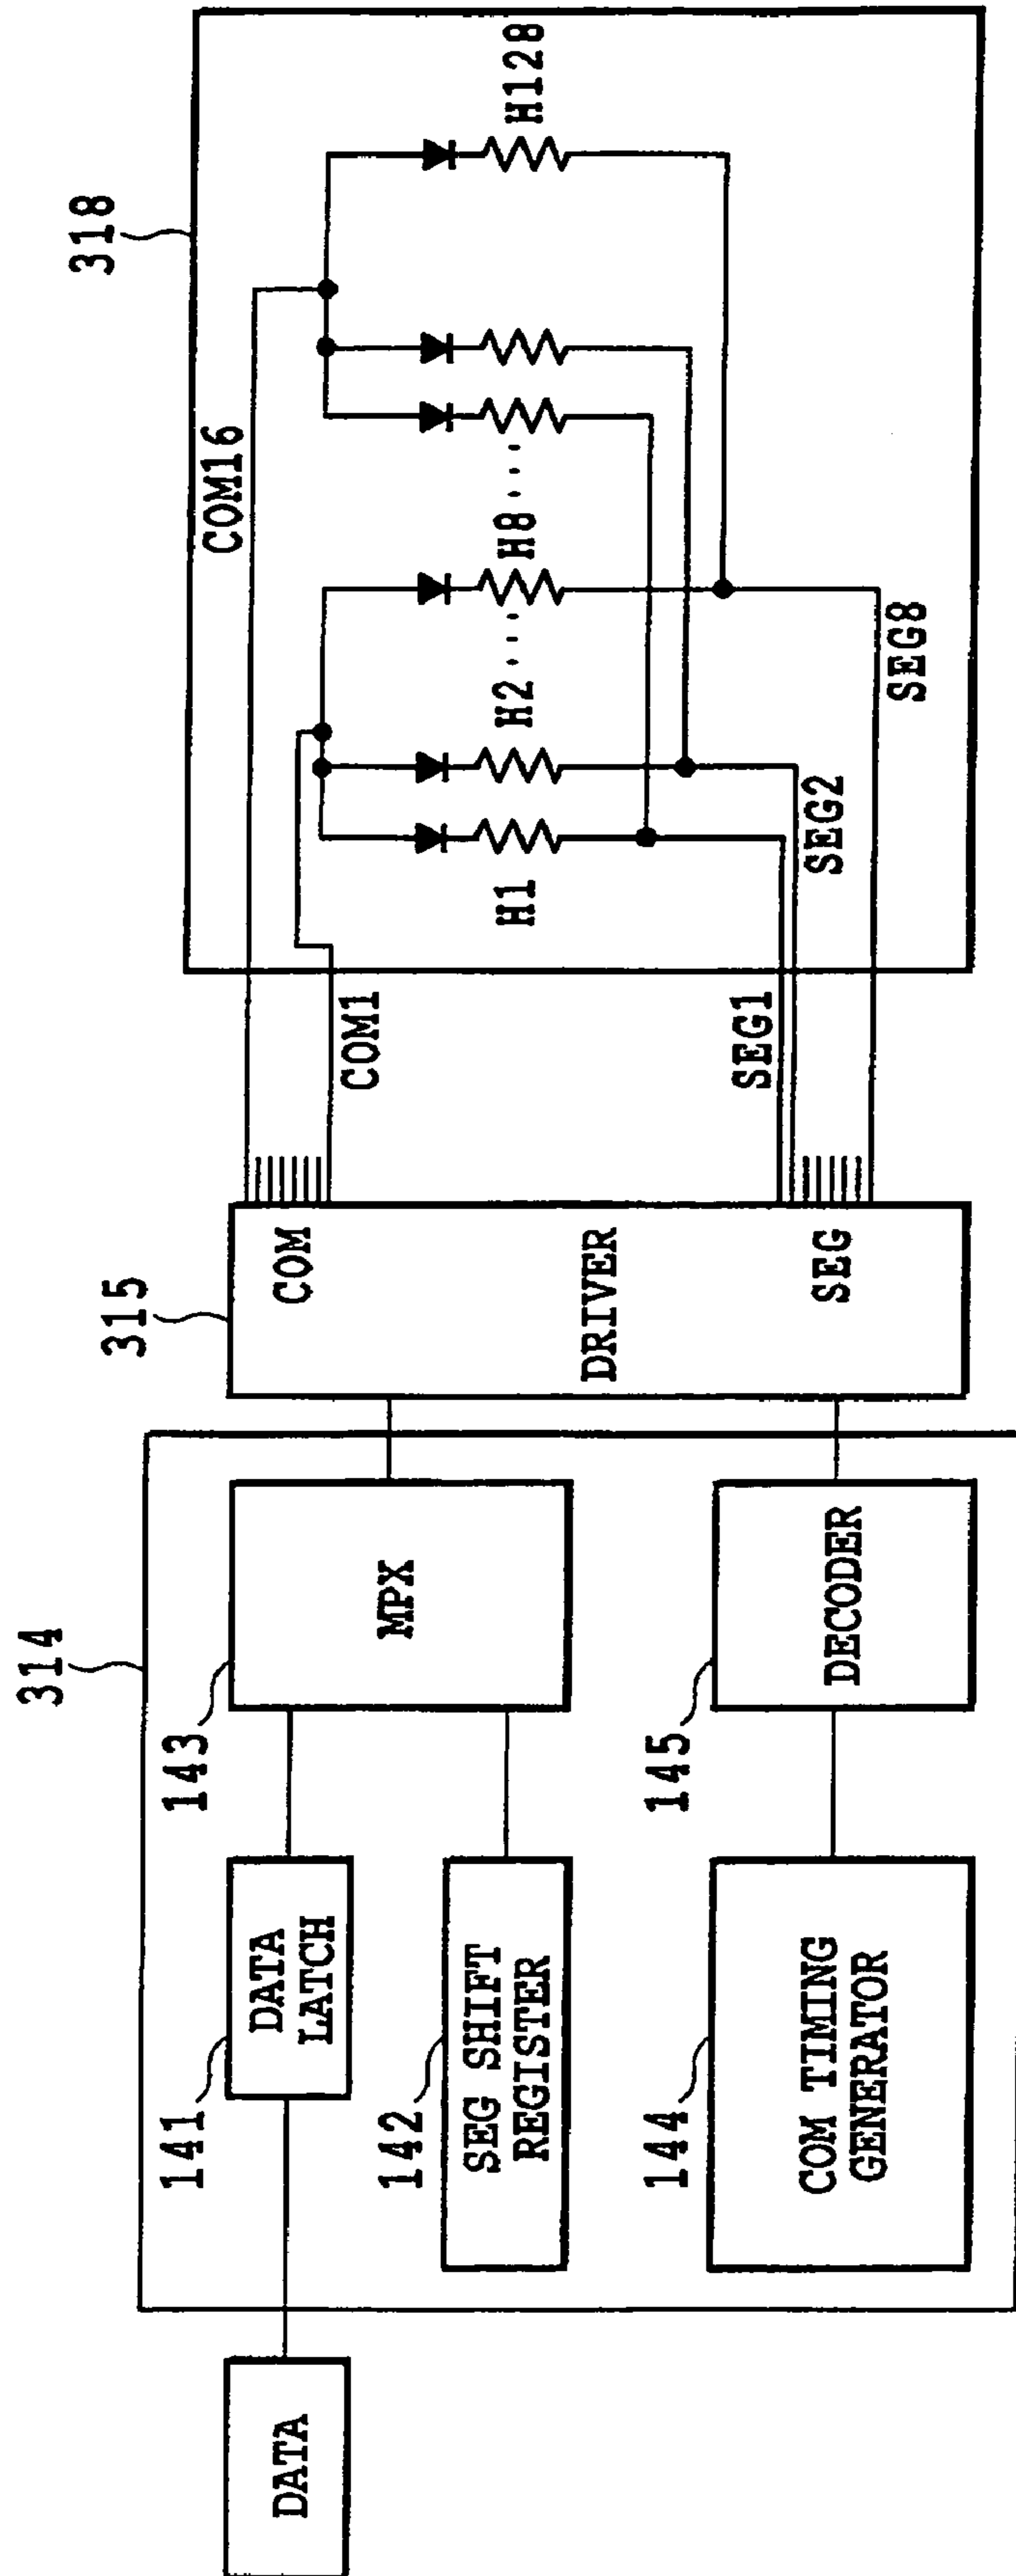 DATA
314
141
DATA
LATCH
142
SEG SHIFT
REGISTER
143
MPX
144
COM TIMING
GENERATOR
145
DECODER
315
COM
DRIVER
SEG
COM1
SEG1
318
COM16
H1
H2
H8
H128
SEG2
SEG8